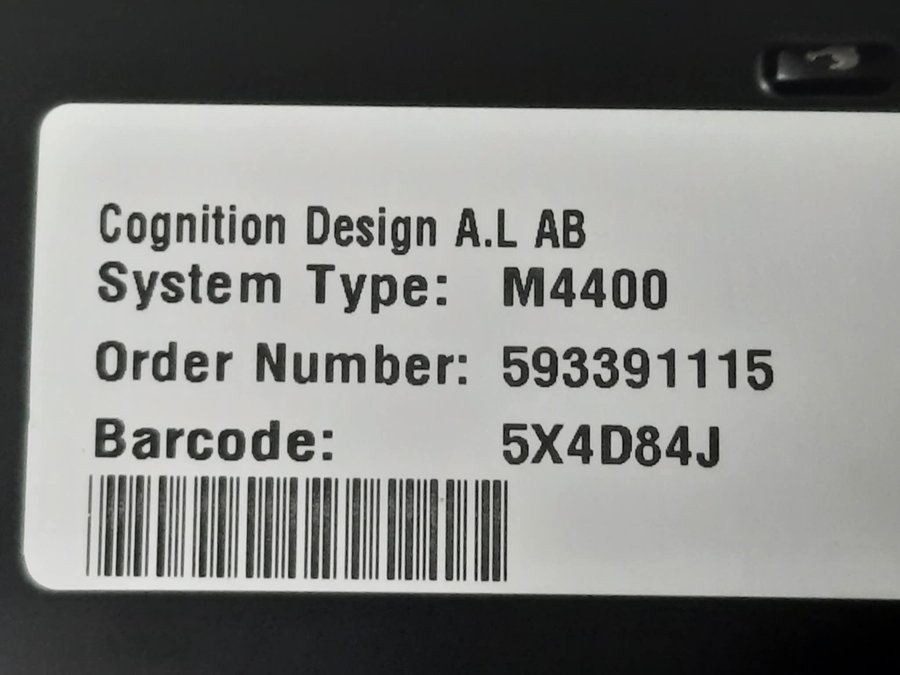 Cognition Design A.L AB
System Type: M4400
Order Number: 593391115
Barcode: 5X4D84J